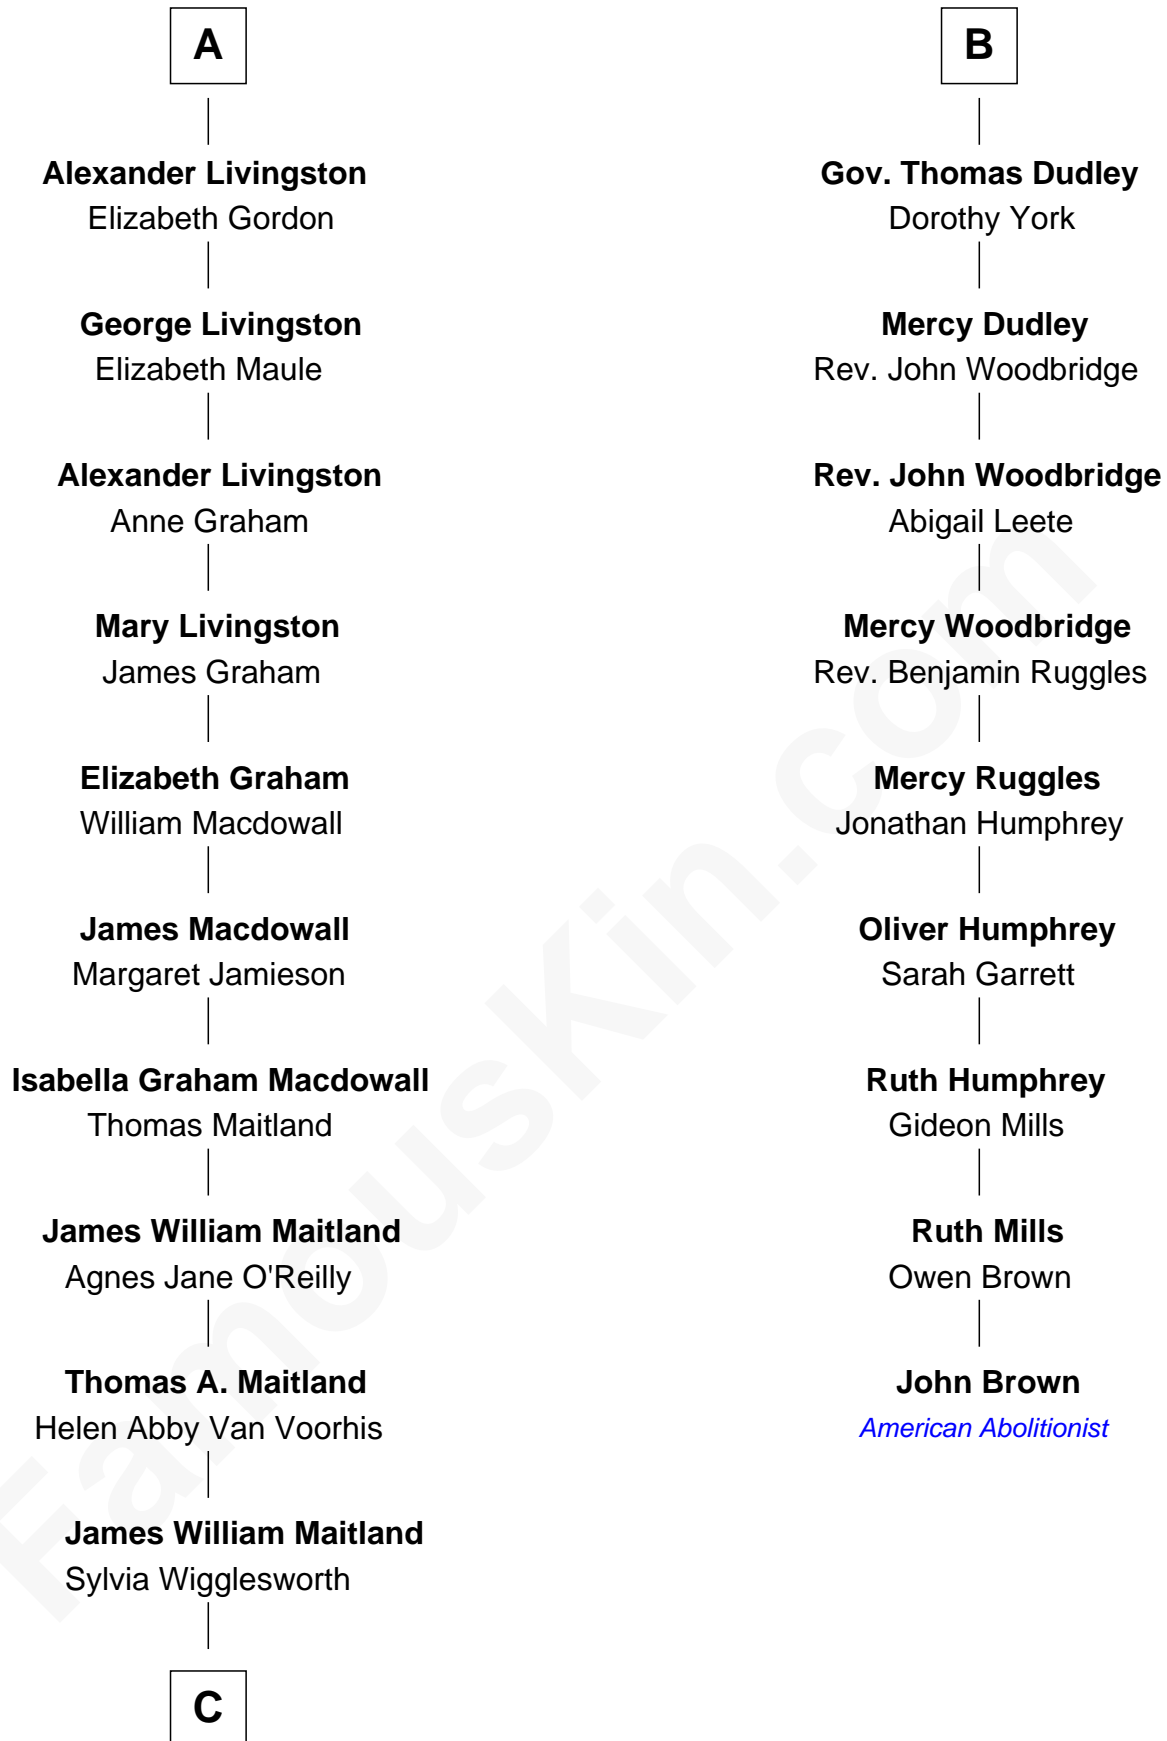 A
Alexander Livingston
Elizabeth Gordon
George Livingston
Elizabeth Maule
Alexander Livingston
Anne Graham
Mary Livingston
James Graham
Elizabeth Graham
William Macdowall
James Macdowall
Margaret Jamieson
Isabella Graham Macdowall
Thomas Maitland
James William Maitland
Agnes Jane O'Reilly
Thomas A. Maitland
Helen Abby Van Voorhis
James William Maitland
Sylvia Wigglesworth
C
B
Gov. Thomas Dudley
Dorothy York
Mercy Dudley
Rev. John Woodbridge
Rev. John Woodbridge
Abigail Leete
Mercy Woodbridge
Rev. Benjamin Ruggles
Mercy Ruggles
Jonathan Humphrey
Oliver Humphrey
Sarah Garrett
Ruth Humphrey
Gideon Mills
Ruth Mills
Owen Brown
John Brown
American Abolitionist
FamousKin.com